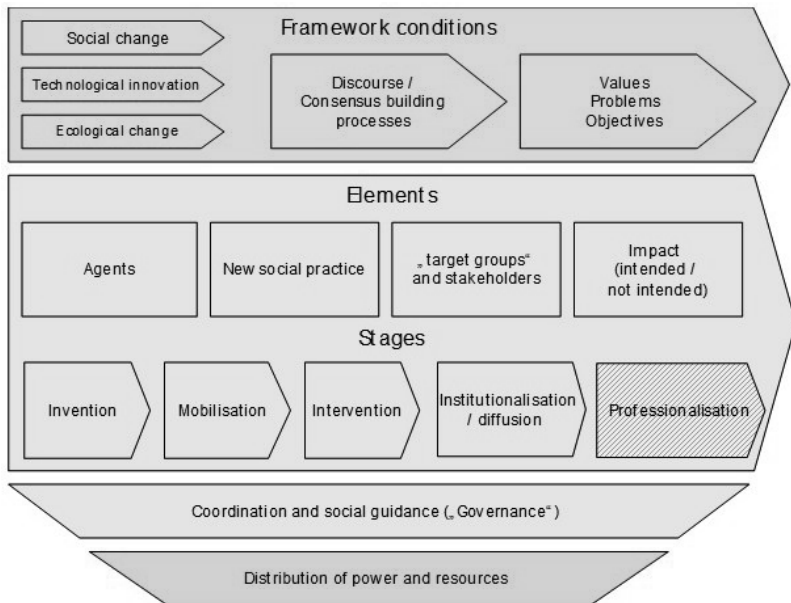 Framework conditions
Social change
Technological innovation
Ecological change
Discourse /
Consensus building
processes
Values
Problems
Objectives
Elements
Agents
New social practice
„target groups“
and stakeholders
Impact
(intended /
not intended)
Stages
Invention
Mobilisation
Intervention
Institutionalisation
/ diffusion
Professionalisation
Coordination and social guidance („Governance“)
Distribution of power and resources